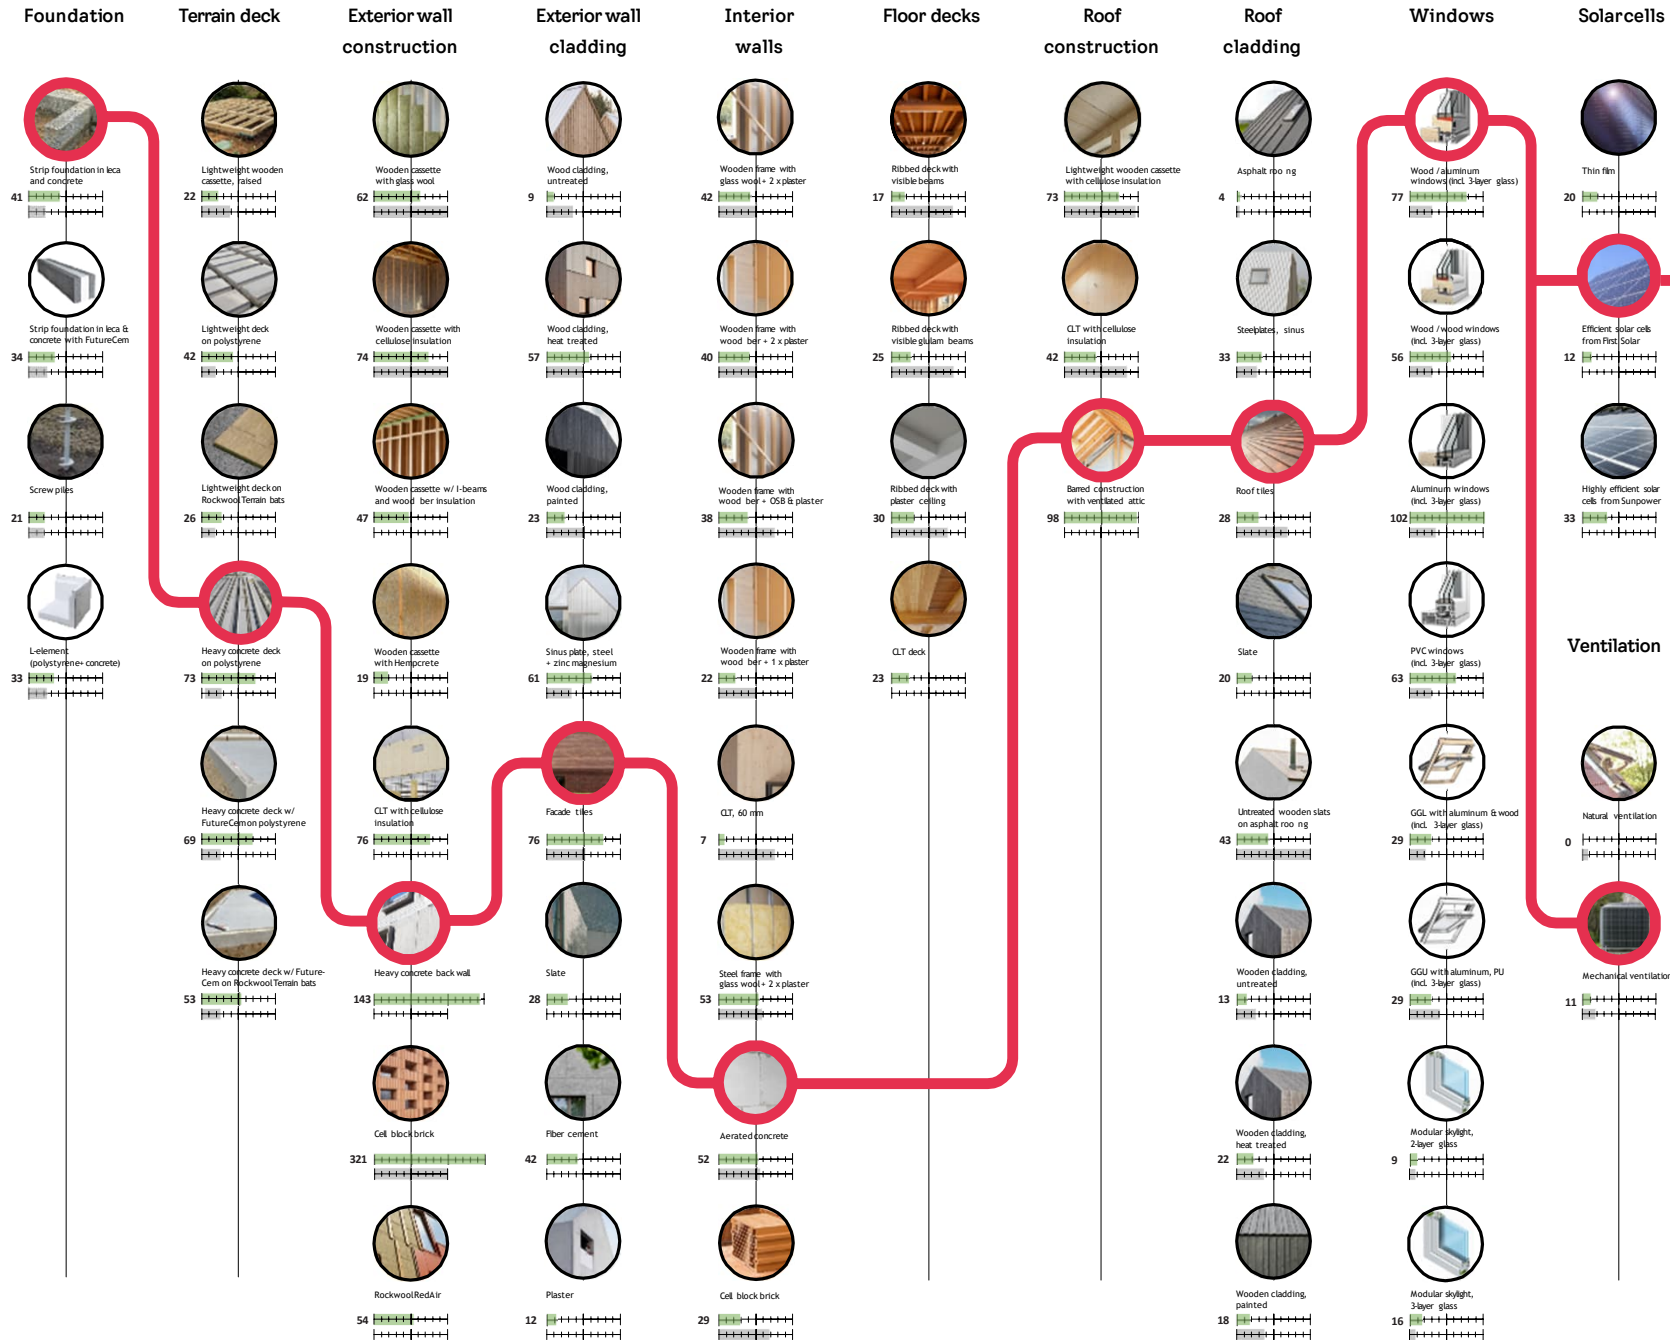 Foundation
Terrain deck
Exterior wall
construction
Exterior wall
cladding
Interior
walls
Floor decks
Roof
construction
Roof
cladding
Windows
Solarcells
Strip foundation in leca
and concrete
41
Strip foundation in leca &
concrete with FutureCem
34
Screw piles
21
L-element
(polystyrene+ concrete)
33
Lightweight wooden
cassette, raised
22
Lightweight deck
on polystyrene
42
Lightweight deck on
Rockwool Terrain bats
26
Heavy concrete deck
on polystyrene
73
Heavy concrete deck w/
FutureCem on polystyrene
69
Heavy concrete deck w/ Future-
Cem on Rockwool Terrain bats
53
Wooden cassette
with glass wool
62
Wooden cassette with
cellulose insulation
74
Wooden cassette w/ I-beams
and wood ber insulation
47
Wooden cassette
with Hempcrete
19
CLT with cellulose
insulation
76
Heavy concrete back wall
143
Cell block brick
321
Rockwool RedAir
54
Wood cladding,
untreated
9
Wood cladding,
heat treated
57
Wood cladding,
painted
23
Sinus plate, steel
+ zinc magnesium
61
Facade tiles
76
Slate
28
Fiber cement
42
Plaster
12
Wooden frame with
glass wool + 2 x plaster
42
Wooden frame with
wood ber + 2 x plaster
40
Wooden frame with
wood ber + OSB & plaster
38
Wooden frame with
wood ber + 1 x plaster
22
CLT, 60 mm
7
Steel frame with
glass wool + 2 x plaster
53
Aerated concrete
52
Cell block brick
29
Ribbed deck with
visible beams
17
Ribbed deck with
visible glulam beams
25
Ribbed deck with
plaster ceiling
30
CLT deck
23
Lightweight wooden cassette
with cellulose insulation
73
CLT with cellulose
insulation
42
Barred construction
with ventilated attic
98
Asphalt roo ng
4
Steelplates, sinus
33
Roof tiles
28
Slate
20
Untreated wooden slats
on asphalt roo ng
43
Wooden cladding,
untreated
13
Wooden cladding,
heat treated
22
Wooden cladding,
painted
18
Wood / aluminum
windows (incl. 3-layer glass)
77
Wood / wood windows
(incl. 3-layer glass)
56
Aluminum windows
(incl. 3-layer glass)
102
PVC windows
(incl. 3-layer glass)
63
GGL with aluminum & wood
(incl. 3-layer glass)
29
GGU with aluminum, PU
(incl. 3-layer glass)
29
Modular skylight,
2-layer glass
9
Modular skylight,
3-layer glass
16
Thin film
20
Efficient solar cells
from First Solar
12
Highly efficient solar
cells from Sunpower
33
Ventilation
Natural ventilation
0
Mechanical ventilation
11